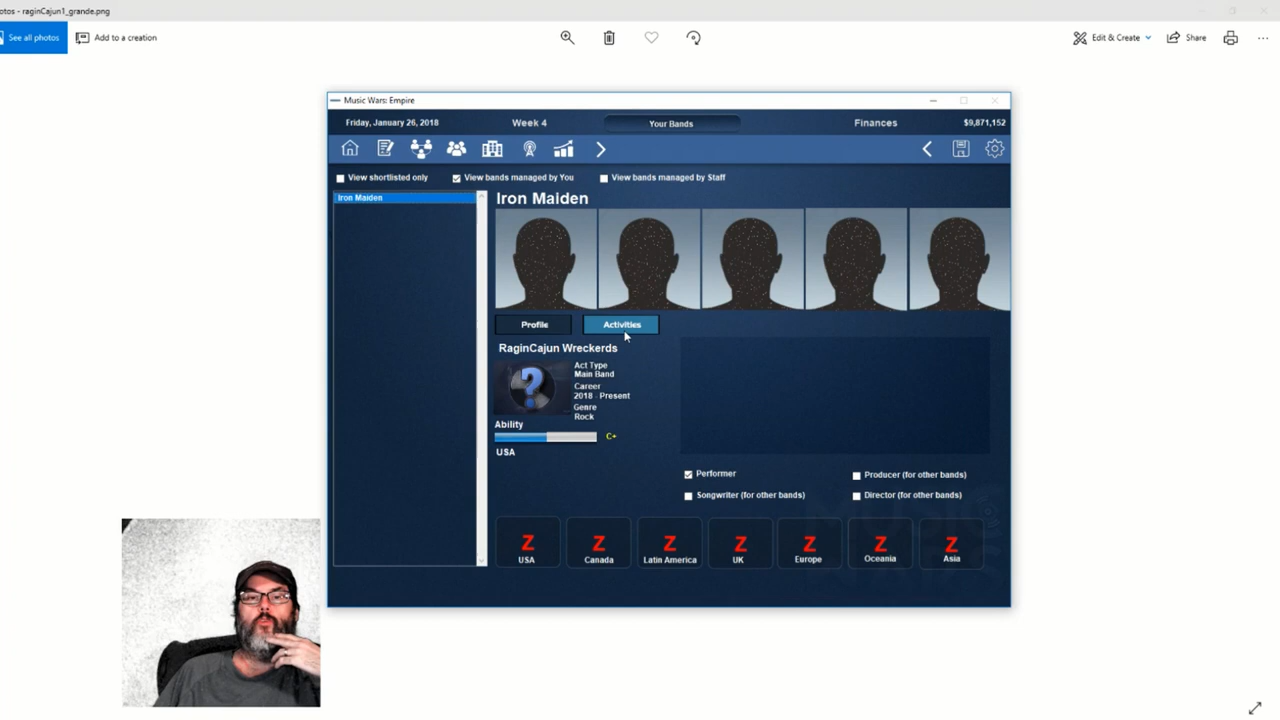 otos - raginCajun1_grande.png
See all photos
Add to a creation
Edit & Create
Share
Music Wars: Empire
Friday, January 26, 2018
Week 4
Your Bands
Finances
$9,871,152
View shortlisted only
View bands managed by You
View bands managed by Staff
Iron Maiden
Iron Maiden
Profile
Activities
RaginCajun Wreckerds
Act Type
Main Band
Career
2018 - Present
Genre
Rock
Ability
C+
USA
Performer
Producer (for other bands)
Songwriter (for other bands)
Director (for other bands)
Z Z Z Z Z Z Z
USA Canada Latin America UK Europe Oceania Asia